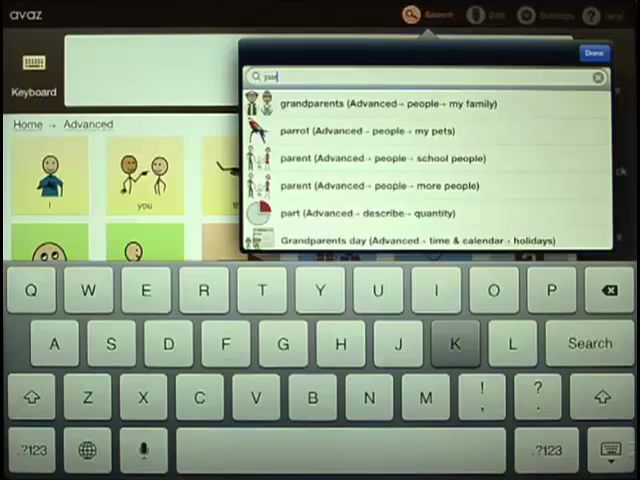 avaz
Search
Edit
Settings
Help
Done
Keyboard
par
grandparents (Advanced→ people→ my family)
parrot (Advanced→ people→ my pets)
parent (Advanced→ people→ school people)
parent (Advanced→ people→ more people)
part (Advanced→ describe→ quantity)
Grandparents day (Advanced→ time & calendar→ holidays)
Home → Advanced
I
you
Q W E R T Y U I O P
A S D F G H J K L Search
Z X C V B N M ! , ? .
.?123 .?123